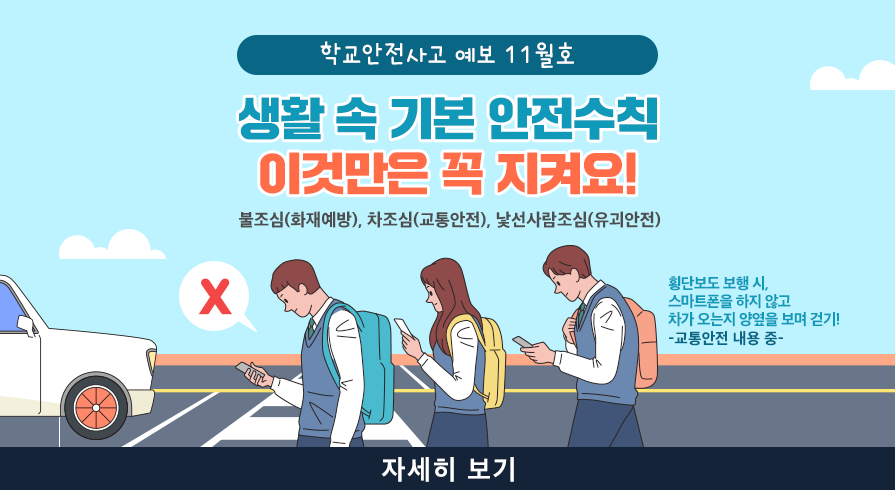 학교안전사고 예보 11월호
생활 속 기본 안전수칙
이것만은 꼭 지켜요!
불조심(화재예방), 차조심(교통안전), 낯선사람조심(유괴안전)
X
횡단보도 보행 시,
스마트폰을 하지 않고
차가 오는지 양옆을 보며 걷기!
-교통안전 내용 중-
자세히 보기